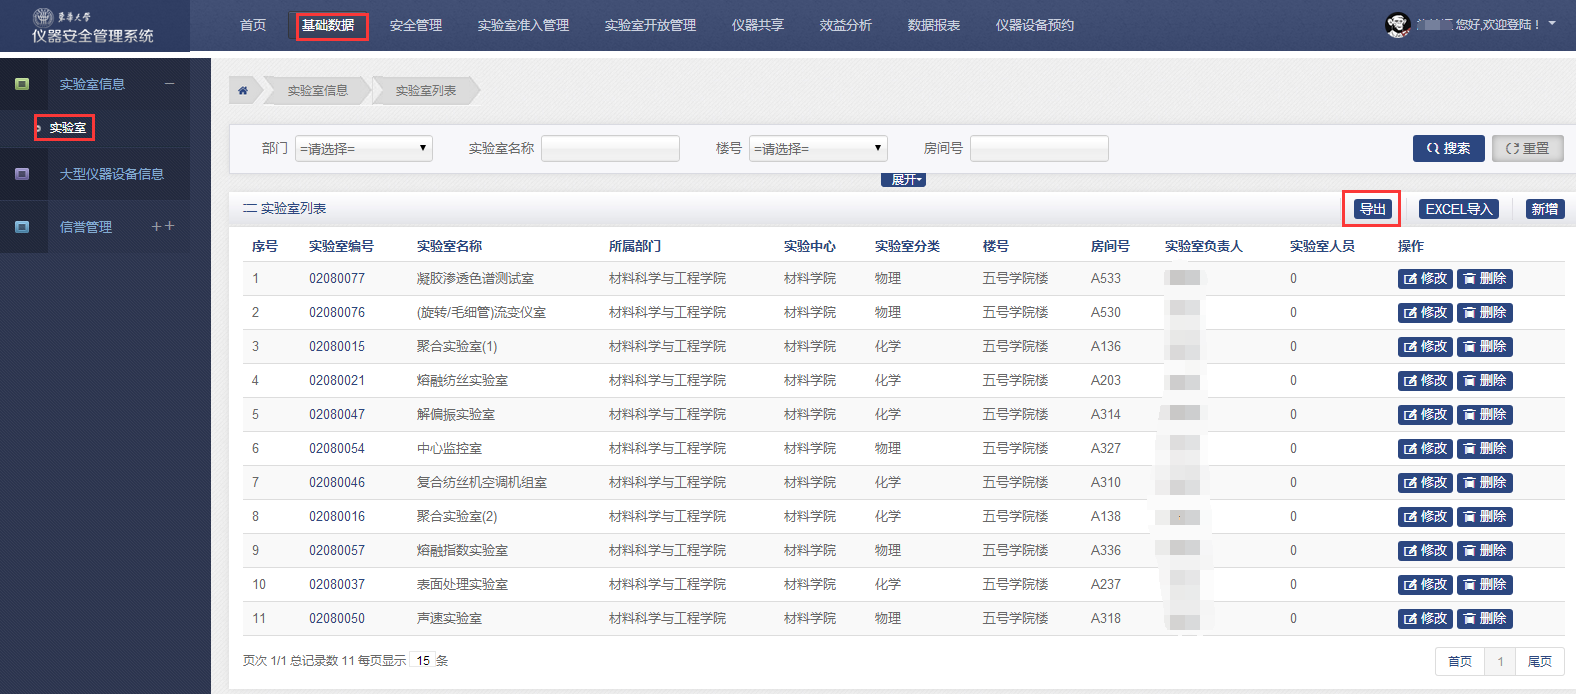 東華大学
仪器安全管理系统
首页 基础数据 安全管理 实验室准入管理 实验室开放管理 仪器共享 效益分析 数据报表 仪器设备预约
您好,欢迎登陆！
实验室信息
实验室
大型仪器设备信息
信誉管理
实验室信息 实验室列表
部门 =请选择= 实验室名称 楼号 =请选择= 房间号 搜索 重置
展开
实验室列表 导出 EXCEL导入 新增
序号 实验室编号 实验室名称 所属部门 实验中心 实验室分类 楼号 房间号 实验室负责人 实验室人员 操作
1 02080077 凝胶渗透色谱测试室 材料科学与工程学院 材料学院 物理 五号学院楼 A533 0 修改 删除
2 02080076 (旋转/毛细管)流变仪室 材料科学与工程学院 材料学院 物理 五号学院楼 A530 0 修改 删除
3 02080015 聚合实验室(1) 材料科学与工程学院 材料学院 化学 五号学院楼 A136 0 修改 删除
4 02080021 熔融纺丝实验室 材料科学与工程学院 材料学院 化学 五号学院楼 A203 0 修改 删除
5 02080047 解偏振实验室 材料科学与工程学院 材料学院 化学 五号学院楼 A314 0 修改 删除
6 02080054 中心监控室 材料科学与工程学院 材料学院 物理 五号学院楼 A327 0 修改 删除
7 02080046 复合纺丝机空调机组室 材料科学与工程学院 材料学院 化学 五号学院楼 A310 0 修改 删除
8 02080016 聚合实验室(2) 材料科学与工程学院 材料学院 化学 五号学院楼 A138 0 修改 删除
9 02080057 熔融指数实验室 材料科学与工程学院 材料学院 物理 五号学院楼 A336 0 修改 删除
10 02080037 表面处理实验室 材料科学与工程学院 材料学院 化学 五号学院楼 A237 0 修改 删除
11 02080050 声速实验室 材料科学与工程学院 材料学院 物理 五号学院楼 A318 0 修改 删除
页次 1/1 总记录数 11 每页显示 15 条 首页 1 尾页